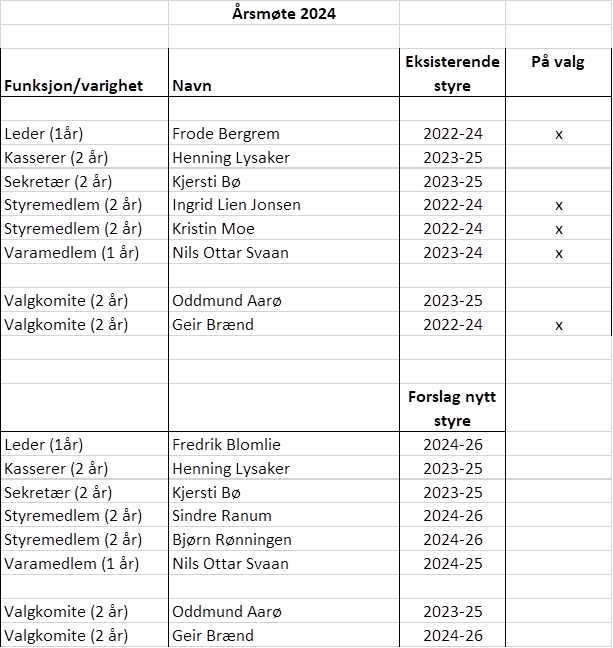 Årsmøte 2024
Funksjon/varighet Navn Eksisterende styre På valg
Leder (1år) Frode Bergrem 2022-24 x
Kasserer (2 år) Henning Lysaker 2023-25
Sekretær (2 år) Kjersti Bø 2023-25
Styremedlem (2 år) Ingrid Lien Jonsen 2022-24 x
Styremedlem (2 år) Kristin Moe 2022-24 x
Varamedlem (1 år) Nils Ottar Svaan 2023-24 x
Valgkomite (2 år) Oddmund Aarø 2023-25
Valgkomite (2 år) Geir Brænd 2022-24 x
Forslag nytt
styre
Leder (1år) Fredrik Blomlie 2024-26
Kasserer (2 år) Henning Lysaker 2023-25
Sekretær (2 år) Kjersti Bø 2023-25
Styremedlem (2 år) Sindre Ranum 2024-26
Styremedlem (2 år) Bjørn Rønningen 2024-26
Varamedlem (1 år) Nils Ottar Svaan 2024-25
Valgkomite (2 år) Oddmund Aarø 2023-25
Valgkomite (2 år) Geir Brænd 2024-26